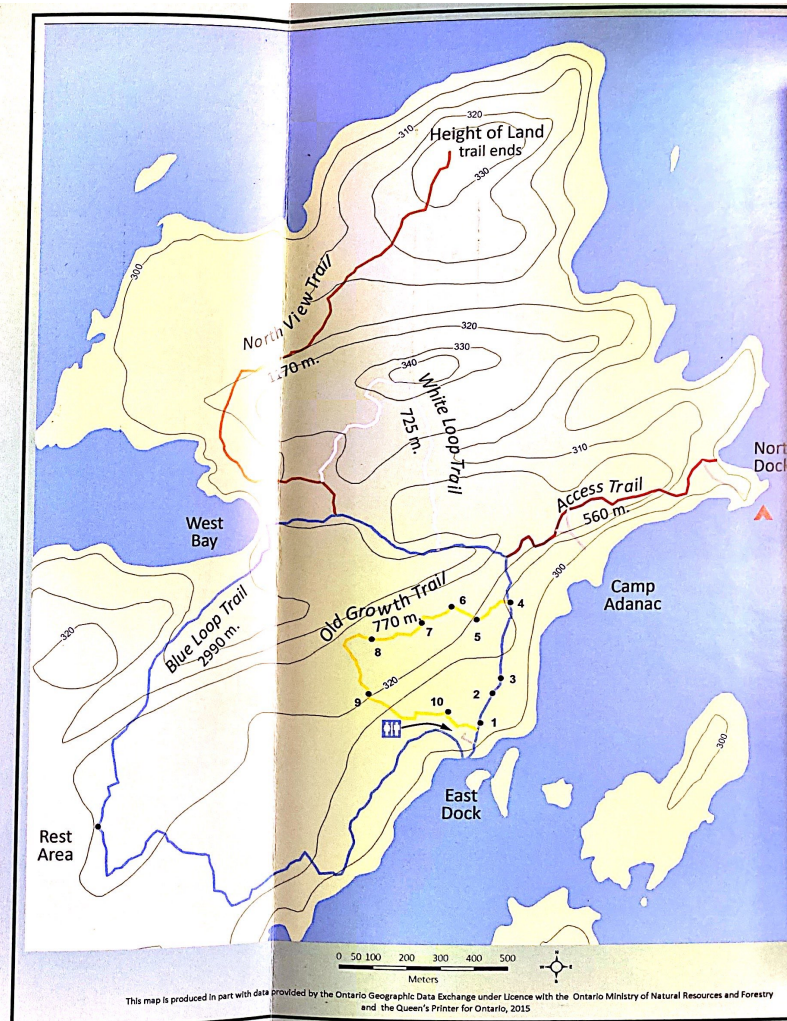 320
310
Height of Land
trail ends
330
300
North View Trail
1170 m.
320
330
340
White Loop Trail
725 m.
310
North
Dock
Access Trail
560 m.
West
Bay
300
Camp
Adanac
Old Growth Trail
770 m.
6
4
5
7
8
320
Blue Loop Trail
2990 m.
3
2
9
320
10
1
300
East
Dock
Rest
Area
0 50 100 200 300 400 500
Meters
N
W E
S
This map is produced in part with data provided by the Ontario Geographic Data Exchange under Licence with the Ontario Ministry of Natural Resources and Forestry
and the Queen's Printer for Ontario, 2015